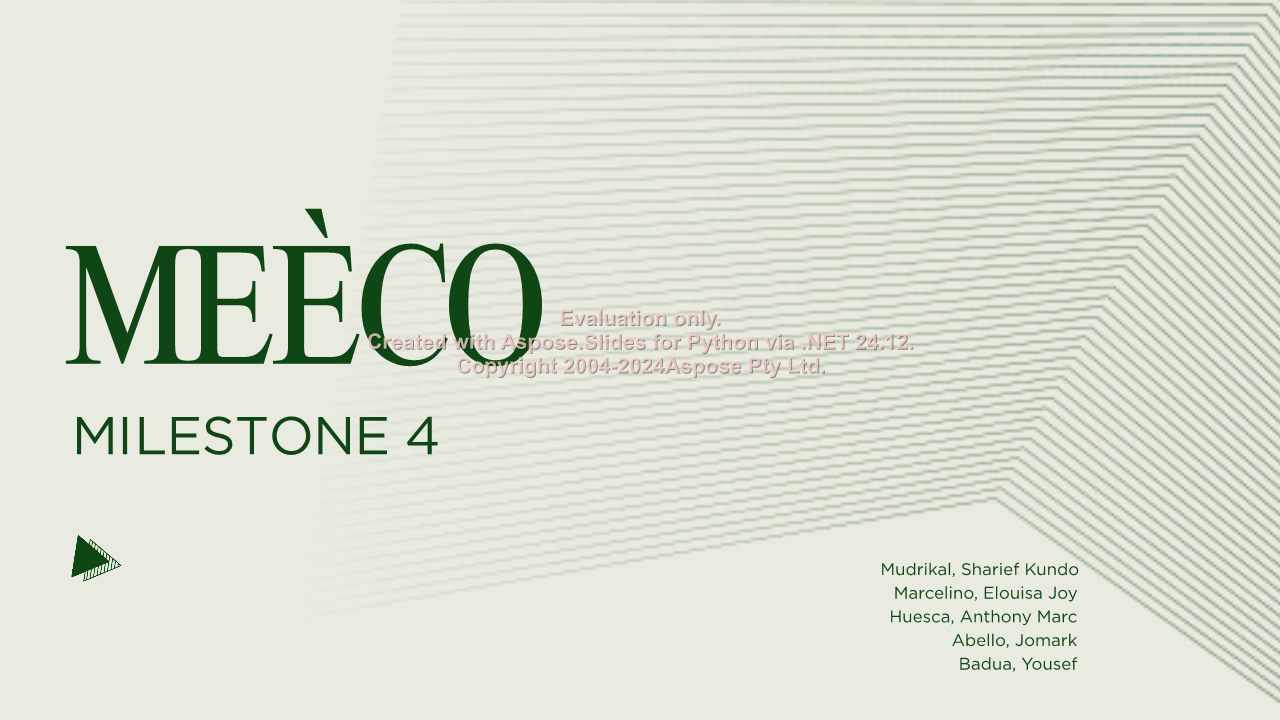 MEÈCO
Evaluation only.
Created with Aspose.Slides for Python via .NET 24.12.
Copyright 2004-2024Aspose Pty Ltd.
MILESTONE 4
Mudrikal, Sharief Kundo
Marcelino, Elouisa Joy
Huesca, Anthony Marc
Abello, Jomark
Badua, Yousef